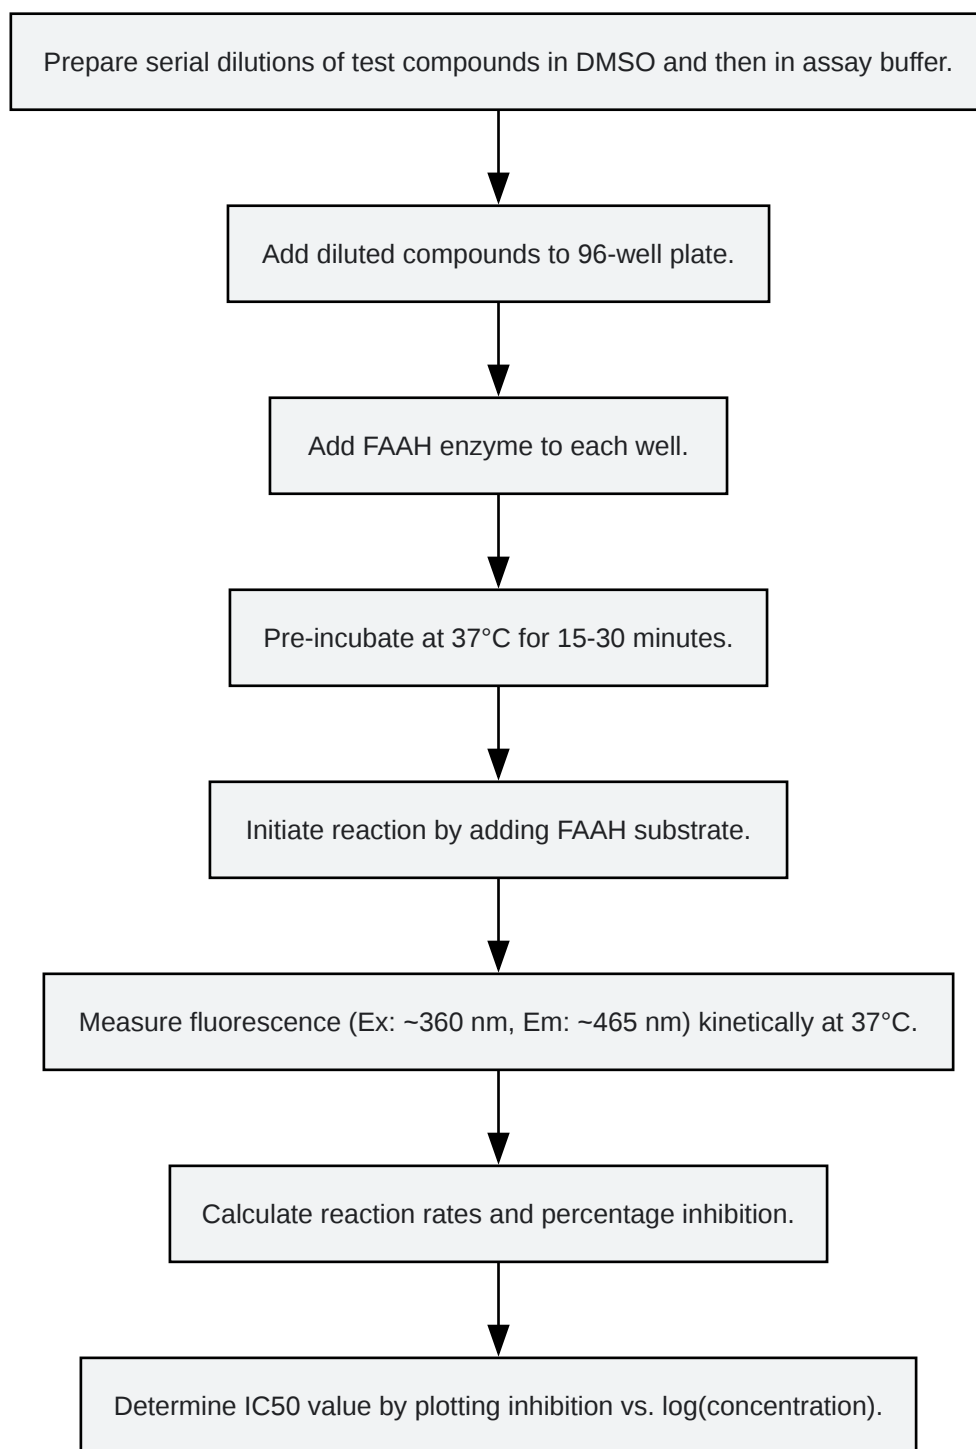 Prepare serial dilutions of test compounds in DMSO and then in assay buffer.
Add diluted compounds to 96-well plate.
Add FAAH enzyme to each well.
Pre-incubate at 37°C for 15-30 minutes.
Initiate reaction by adding FAAH substrate.
Measure fluorescence (Ex: ~360 nm, Em: ~465 nm) kinetically at 37°C.
Calculate reaction rates and percentage inhibition.
Determine IC50 value by plotting inhibition vs. log(concentration).